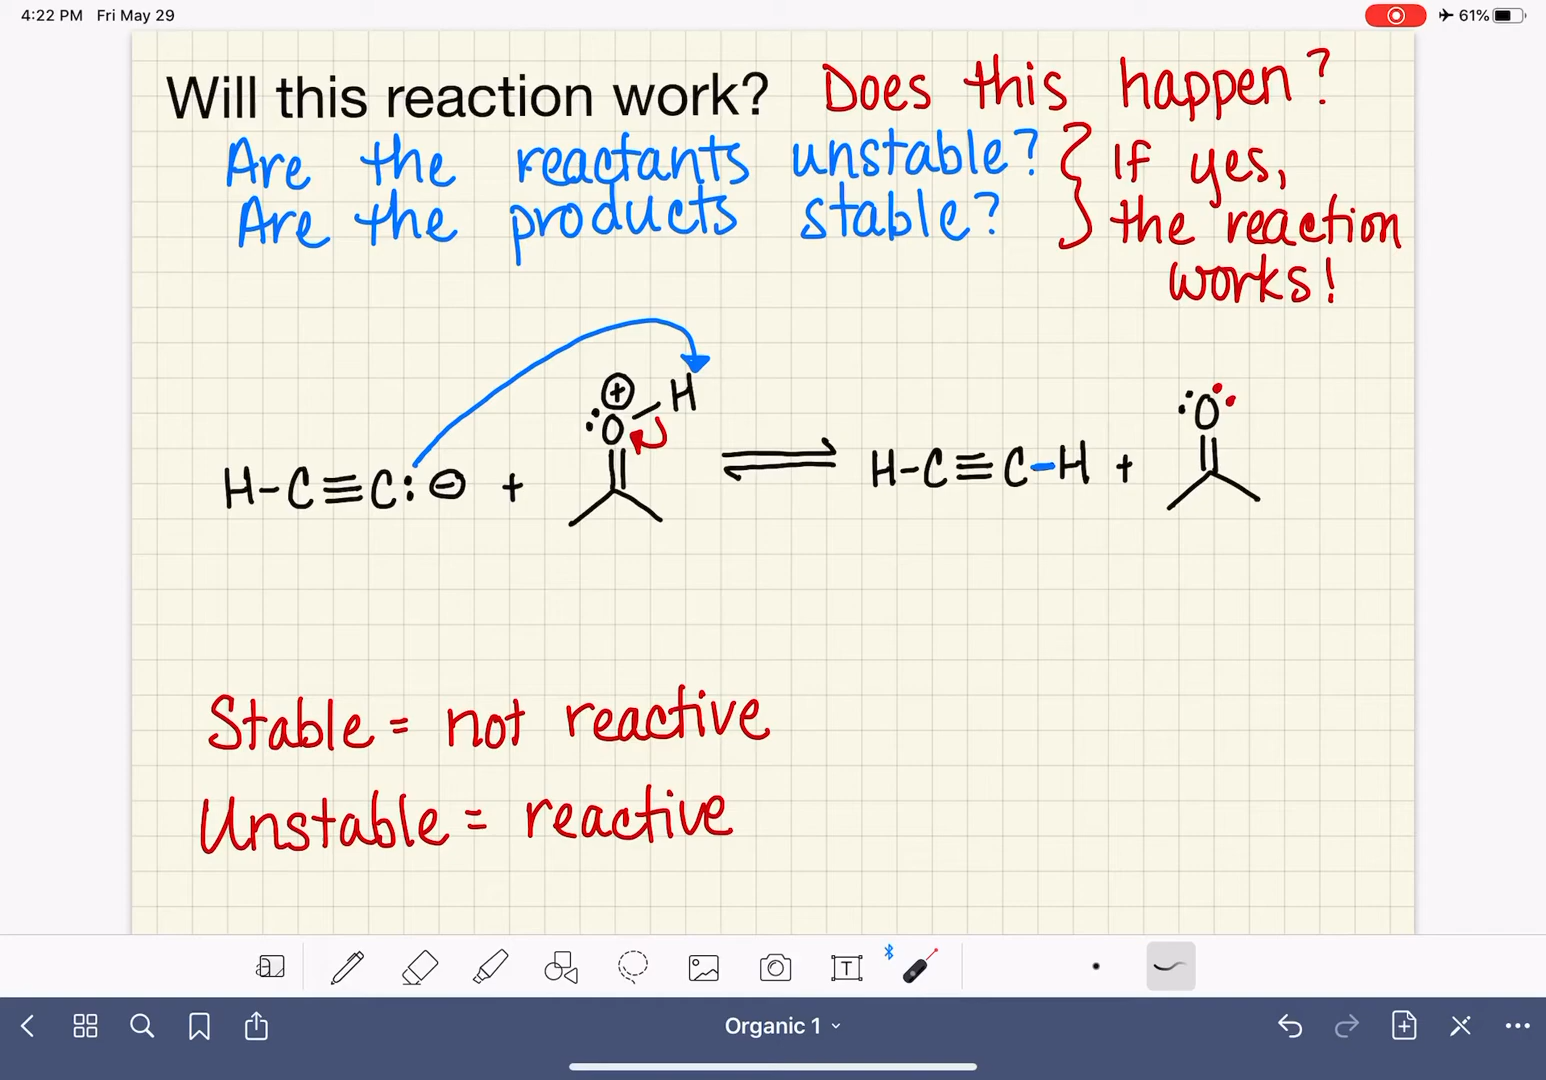 4:22 PM Fri May 29
61%
Will this reaction work? Does this happen?
Are the reactants unstable? { If yes,
Are the products stable? } the reaction
works!
H-C≡C:⊖ + :O⊕-H ⇌ H-C≡C-H + :O:
Stable = not reactive
Unstable = reactive
T
Organic 1